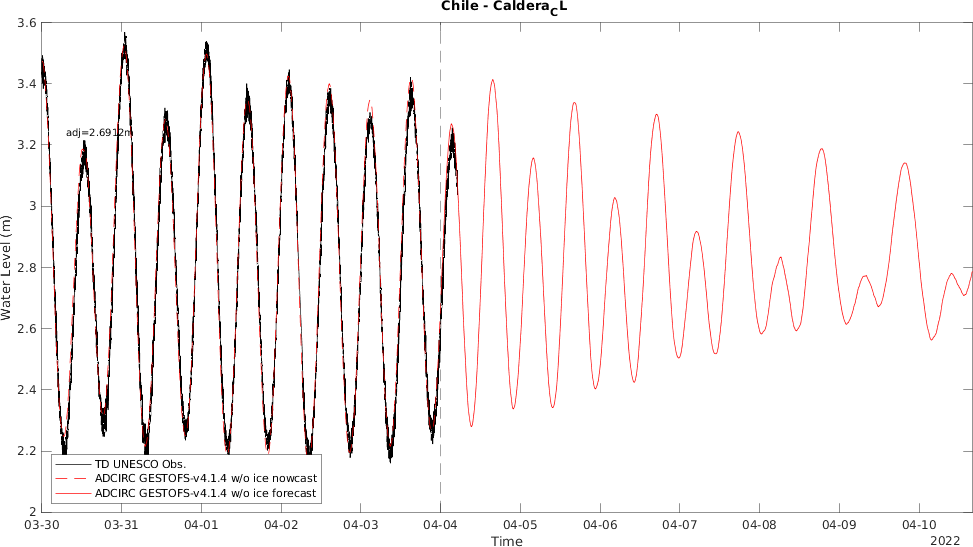 Chile - Caldera_CL
3.6
3.4
adj=2.6912m
3.2
3
Water Level (m)
2.8
2.6
2.4
2.2
TD UNESCO Obs.
ADCIRC GESTOFS-v4.1.4 w/o ice nowcast
ADCIRC GESTOFS-v4.1.4 w/o ice forecast
2
03-30 03-31 04-01 04-02 04-03 04-04 04-05 04-06 04-07 04-08 04-09 04-10
Time
2022